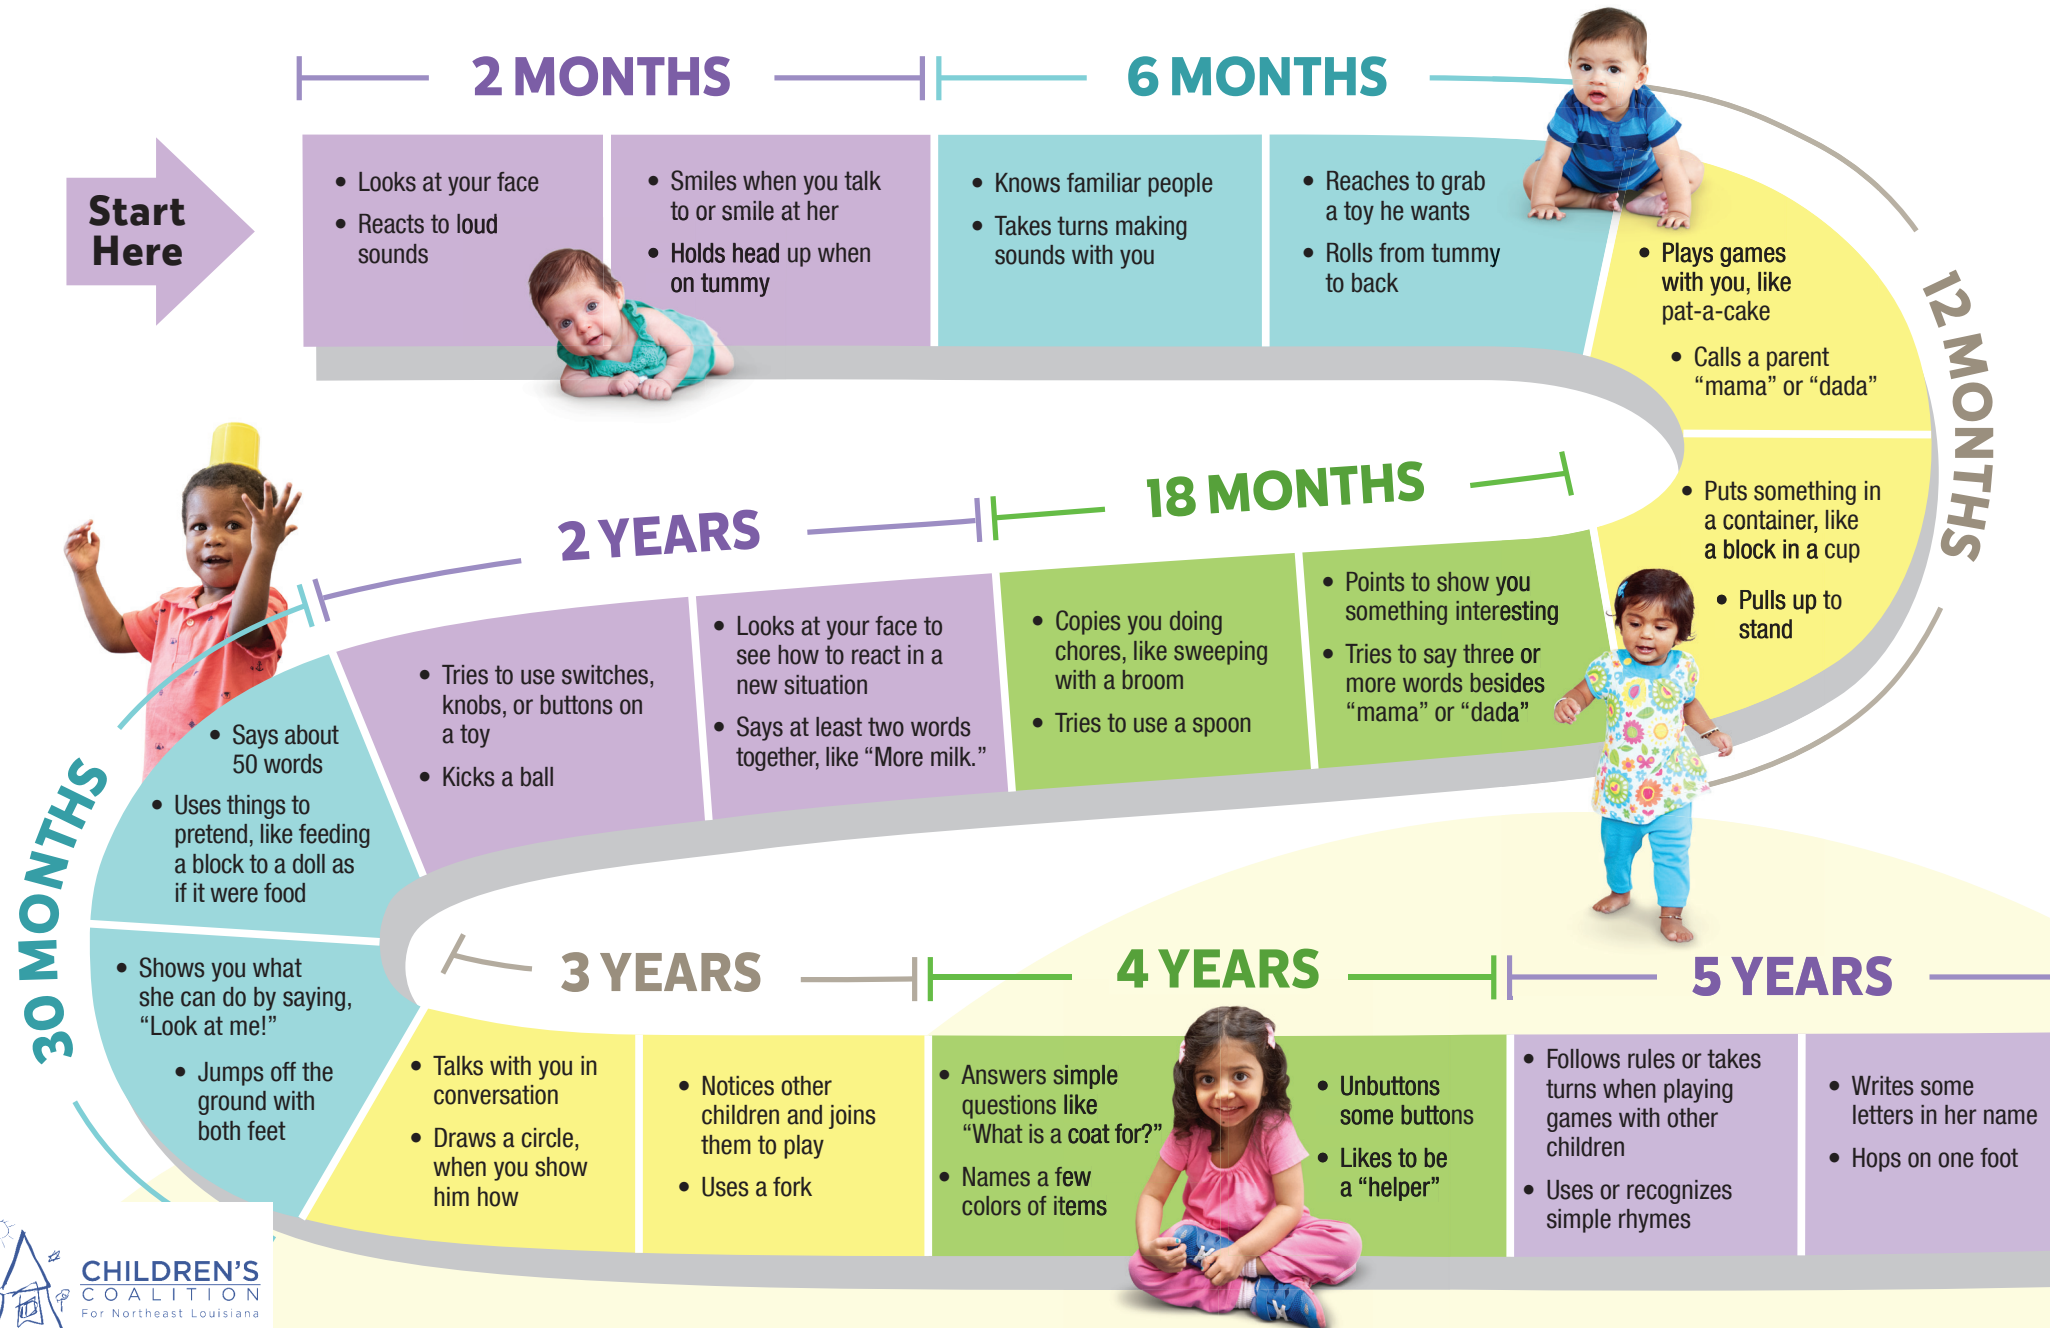 Start
Here
2 MONTHS
• Looks at your face
• Reacts to loud
sounds
• Smiles when you talk
to or smile at her
• Holds head up when
on tummy
6 MONTHS
• Knows familiar people
• Takes turns making
sounds with you
• Reaches to grab
a toy he wants
• Rolls from tummy
to back
12 MONTHS
• Plays games
with you, like
pat-a-cake
• Calls a parent
“mama” or “dada”
• Puts something in
a container, like
a block in a cup
• Pulls up to
stand
18 MONTHS
• Points to show you
something interesting
• Tries to say three or
more words besides
“mama” or “dada”
• Copies you doing
chores, like sweeping
with a broom
• Tries to use a spoon
2 YEARS
• Looks at your face to
see how to react in a
new situation
• Says at least two words
together, like “More milk.”
• Tries to use switches,
knobs, or buttons on
a toy
• Kicks a ball
30 MONTHS
• Says about
50 words
• Uses things to
pretend, like feeding
a block to a doll as
if it were food
• Shows you what
she can do by saying,
“Look at me!”
• Jumps off the
ground with
both feet
3 YEARS
• Talks with you in
conversation
• Draws a circle,
when you show
him how
• Notices other
children and joins
them to play
• Uses a fork
4 YEARS
• Answers simple
questions like
“What is a coat for?”
• Names a few
colors of items
• Unbuttons
some buttons
• Likes to be
a “helper”
5 YEARS
• Follows rules or takes
turns when playing
games with other
children
• Uses or recognizes
simple rhymes
• Writes some
letters in her name
• Hops on one foot
CHILDREN’S
COALITION
For Northeast Louisiana